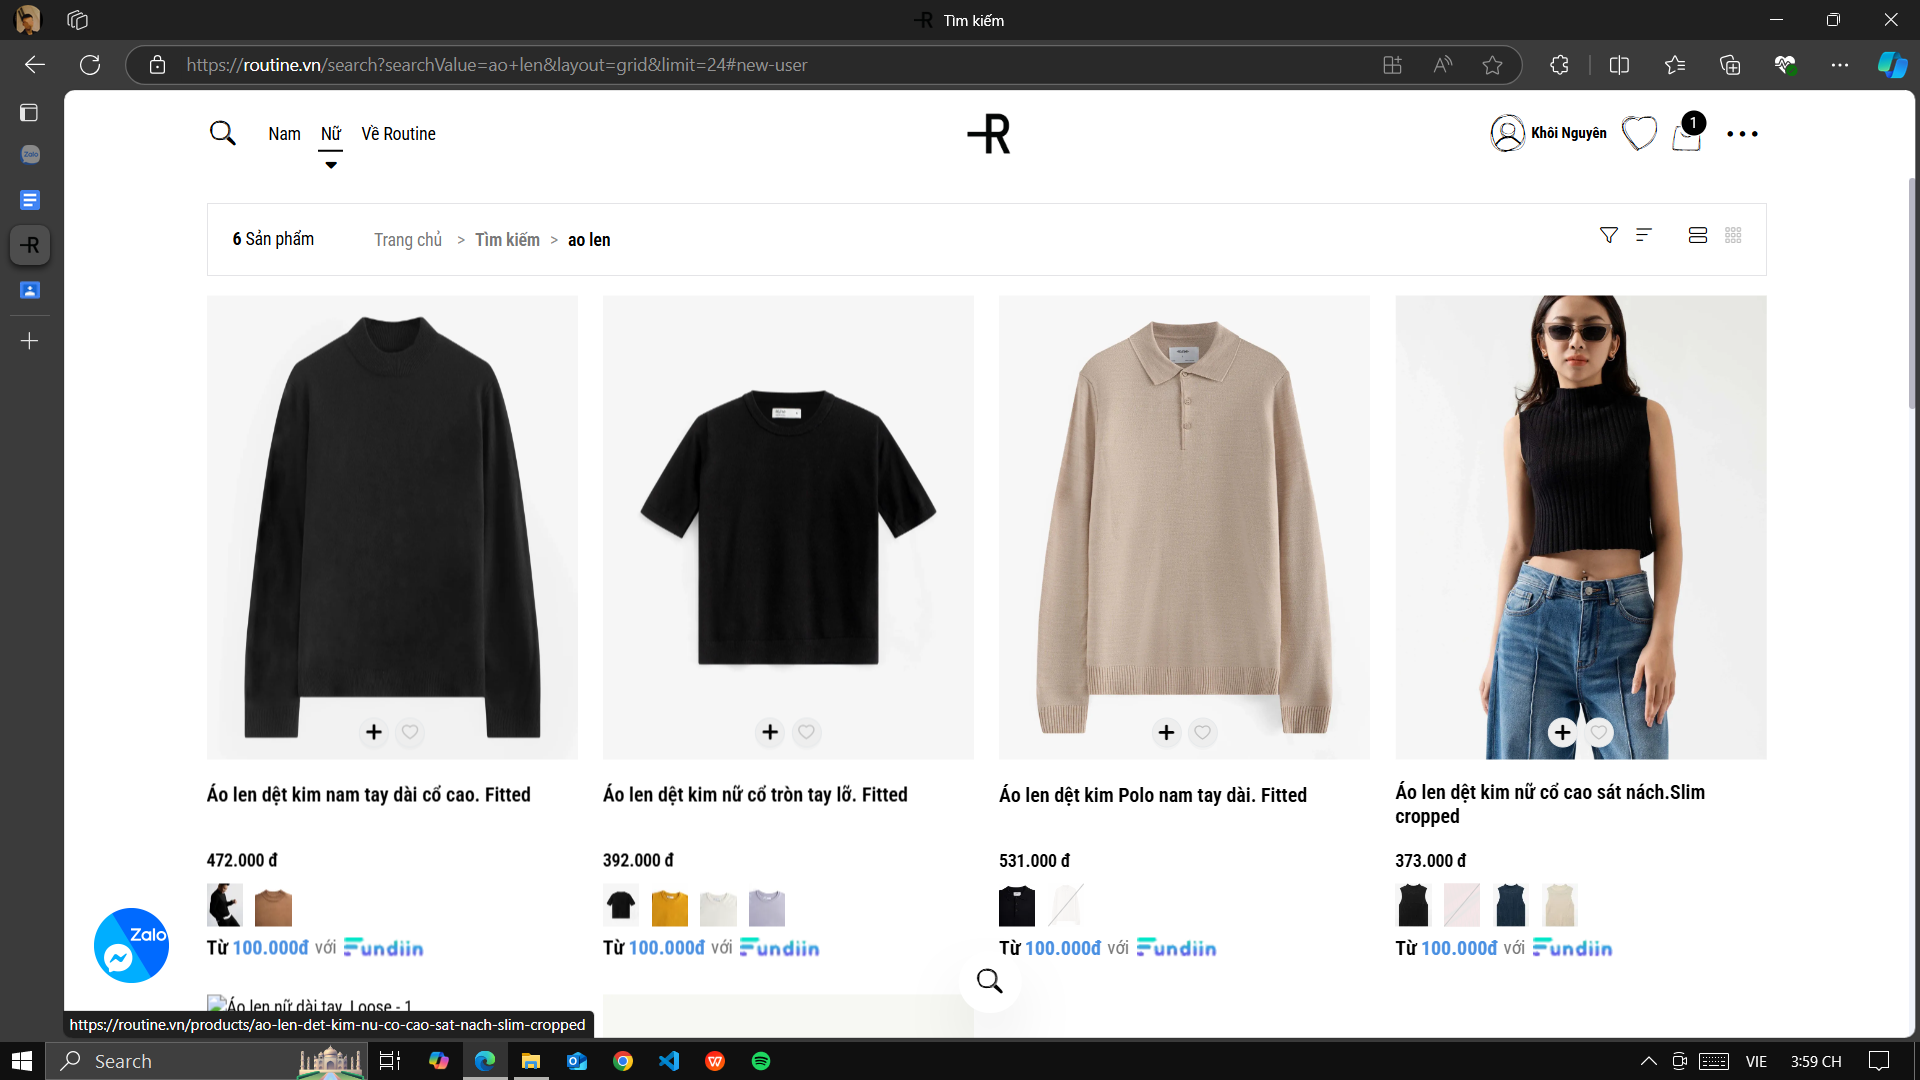 Tìm kiếm
https://routine.vn/search?searchValue=ao+len&layout=grid&limit=24#new-user
Nam Nữ Về Routine
R
Khôi Nguyên
1
6 Sản phẩm Trang chủ > Tìm kiếm > ao len
Áo len dệt kim nam tay dài cổ cao. Fitted
472.000 đ
Từ 100.000đ với Fundiin
Áo len dệt kim nữ cổ tròn tay lỡ. Fitted
392.000 đ
Từ 100.000đ với Fundiin
Áo len dệt kim Polo nam tay dài. Fitted
531.000 đ
Từ 100.000đ với Fundiin
Áo len dệt kim nữ cổ cao sát nách.Slim
cropped
373.000 đ
Từ 100.000đ với Fundiin
Zalo
Áo len nữ dài tay. Loose - 1
https://routine.vn/products/ao-len-det-kim-nu-co-cao-sat-nach-slim-cropped
Search
VIE 3:59 CH